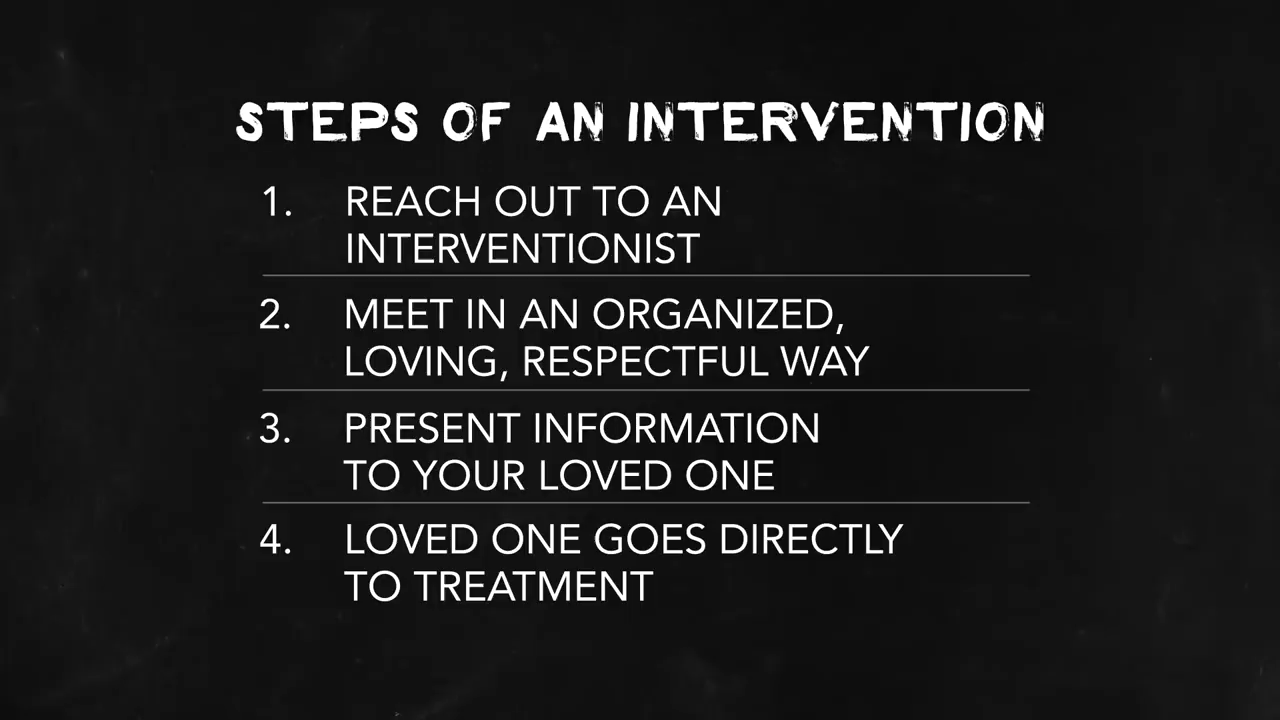 STEPS OF AN INTERVENTION
1. REACH OUT TO AN
INTERVENTIONIST
2. MEET IN AN ORGANIZED,
LOVING, RESPECTFUL WAY
3. PRESENT INFORMATION
TO YOUR LOVED ONE
4. LOVED ONE GOES DIRECTLY
TO TREATMENT